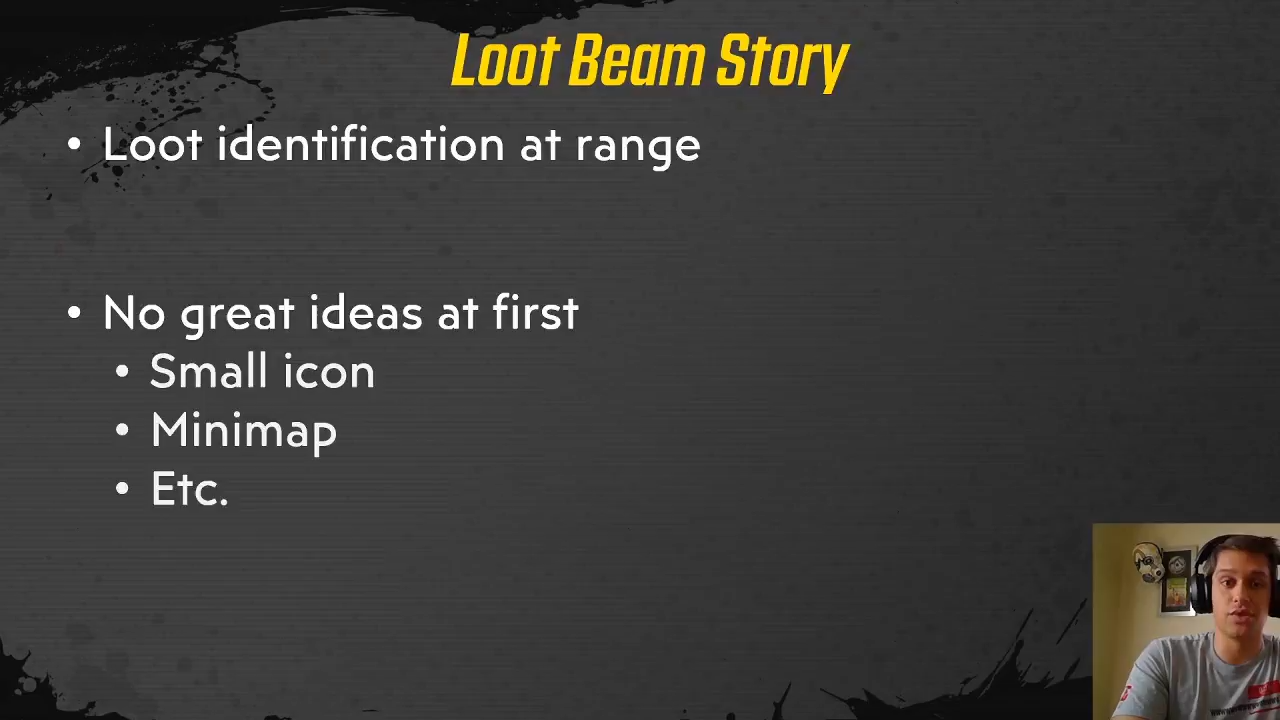 Loot Beam Story
• Loot identification at range
• No great ideas at first
• Small icon
• Minimap
• Etc.